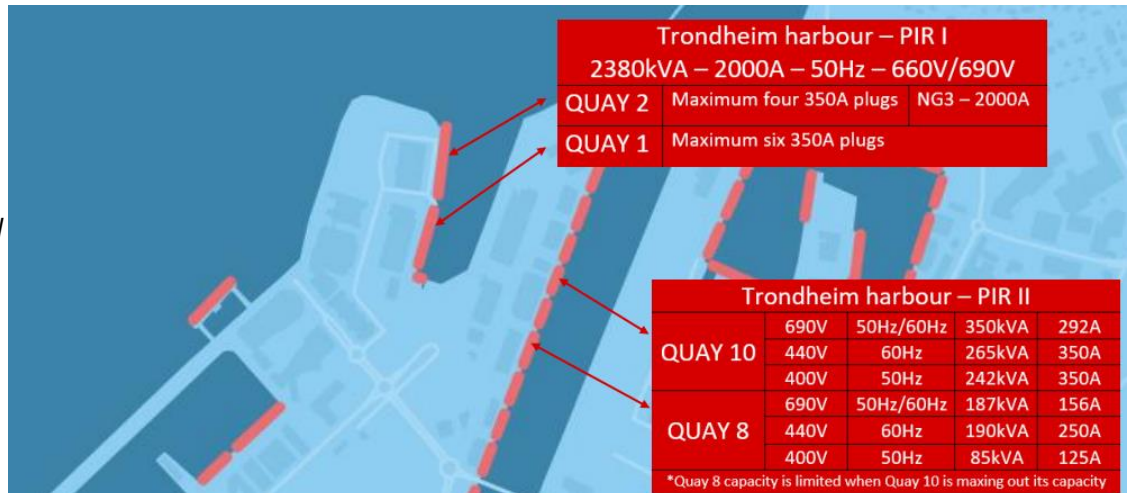 Trondheim harbour – PIR I
2380kVA – 2000A – 50Hz – 660V/690V
QUAY 2 Maximum four 350A plugs NG3 – 2000A
QUAY 1 Maximum six 350A plugs
Trondheim harbour – PIR II
QUAY 10
690V 50Hz/60Hz 350kVA 292A
440V 60Hz 265kVA 350A
400V 50Hz 242kVA 350A
QUAY 8
690V 50Hz/60Hz 187kVA 156A
440V 60Hz 190kVA 250A
400V 50Hz 85kVA 125A
*Quay 8 capacity is limited when Quay 10 is maxing out its capacity